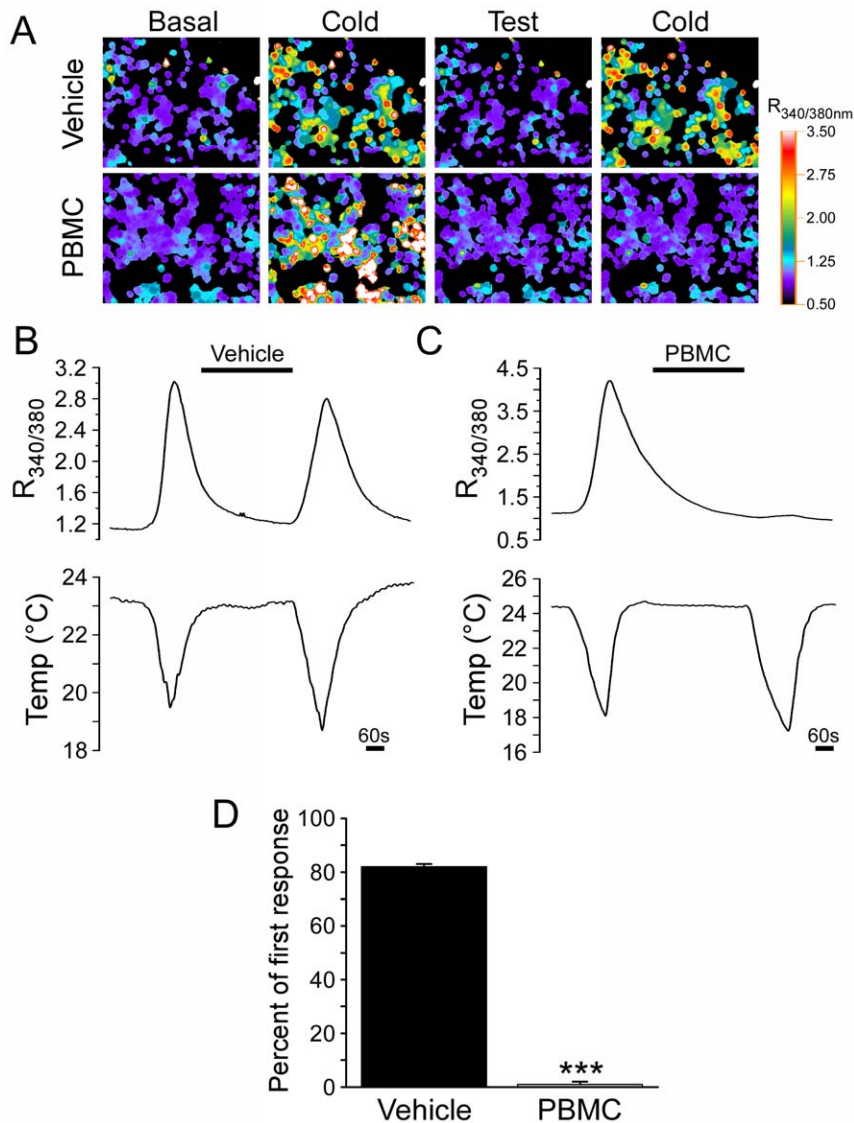 A
Basal Cold Test Cold
Vehicle
PBMC
R340/380nm
3.50
2.75
2.00
1.25
0.50
B
Vehicle
R340/380
3.2
2.8
2.4
2.0
1.6
1.2
Temp (°C)
24
23
21
20
18
60s
C
PBMC
R340/380
4.5
3.5
2.5
1.5
0.5
Temp (°C)
26
24
22
20
18
16
60s
D
Percent of first response
100
80
60
40
20
0
***
Vehicle PBMC